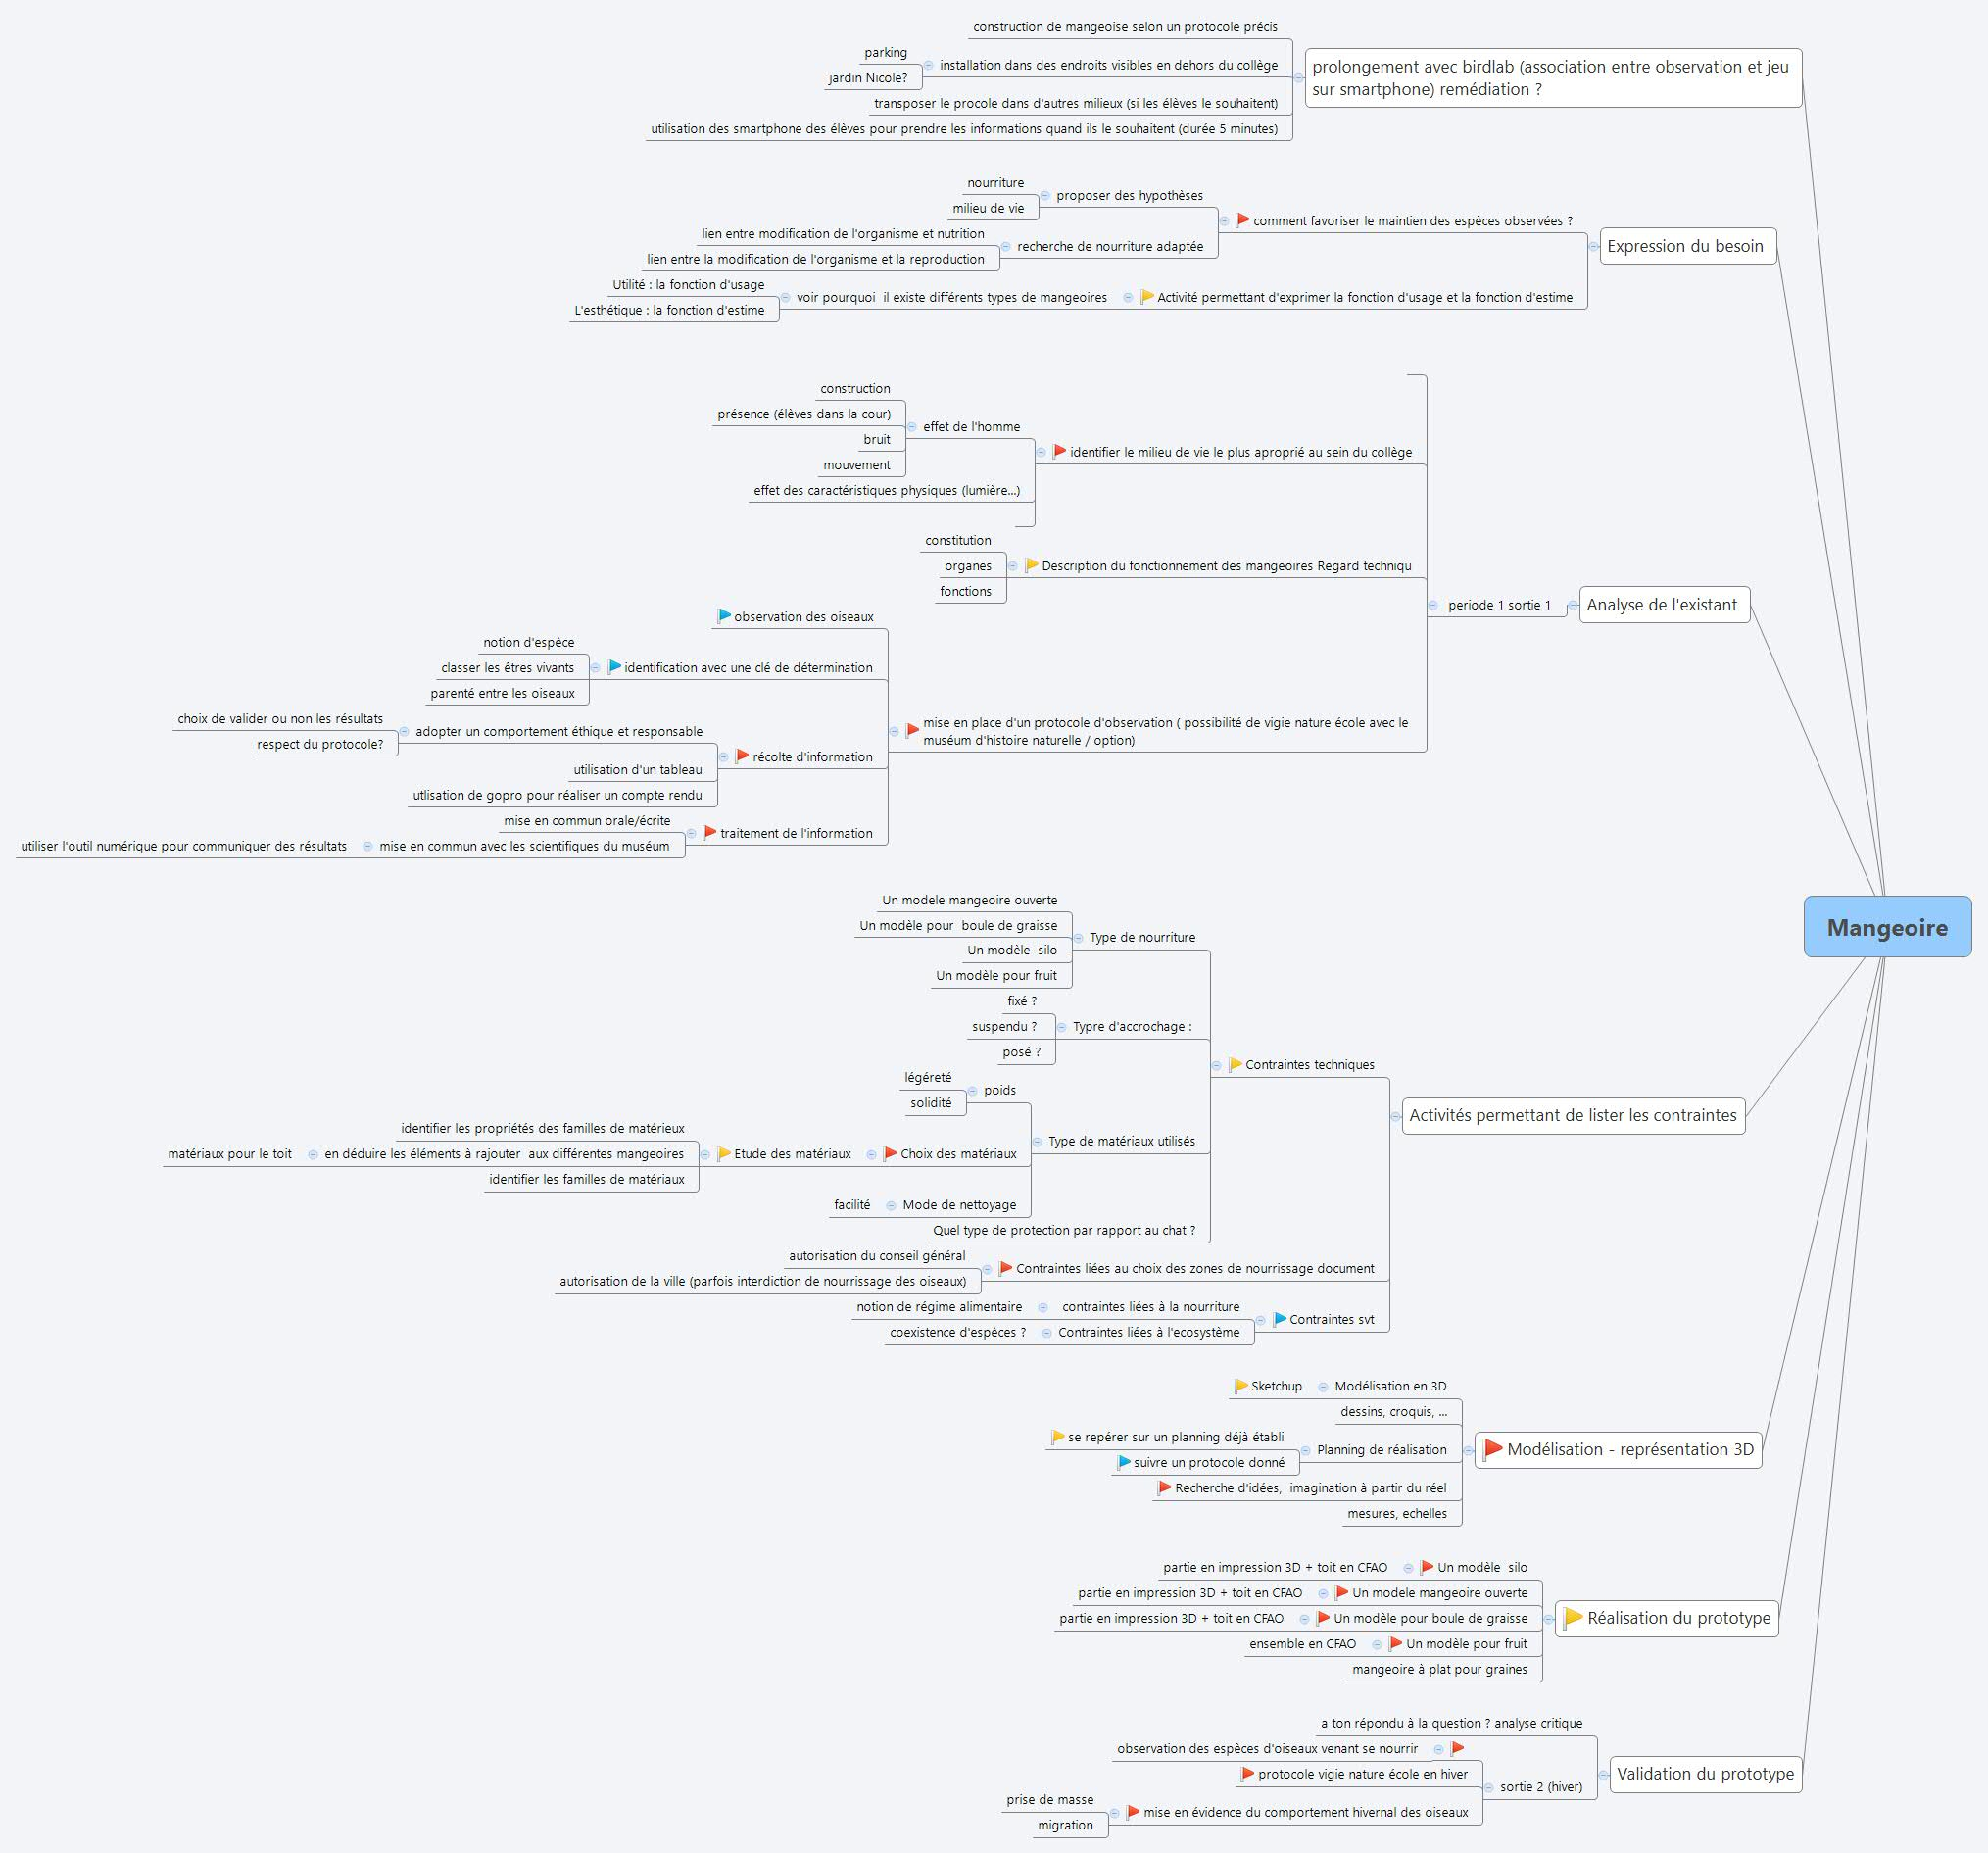 construction de mangeoise selon un protocole précis
parking
jardin Nicole?
installation dans des endroits visibles en dehors du collège
transposer le procole dans d'autres milieux (si les élèves le souhaitent)
utilisation des smartphone des élèves pour prendre les informations quand ils le souhaitent (durée 5 minutes)
prolongement avec birdlab (association entre observation et jeu
sur smartphone) remédiation ?
nourriture
milieu de vie
proposer des hypothèses
lien entre modification de l'organisme et nutrition
lien entre la modification de l'organisme et la reproduction
recherche de nourriture adaptée
comment favoriser le maintien des espèces observées ?
Utilité : la fonction d'usage
L'esthétique : la fonction d'estime
voir pourquoi  il existe différents types de mangeoires
Activité permettant d'exprimer la fonction d'usage et la fonction d'estime
Expression du besoin
construction
présence (élèves dans la cour)
bruit
mouvement
effet de l'homme
effet des caractéristiques physiques (lumière...)
identifier le milieu de vie le plus aproprié au sein du collège
constitution
organes
fonctions
Description du fonctionnement des mangeoires Regard techniqu
observation des oiseaux
notion d'espèce
classer les êtres vivants
parenté entre les oiseaux
identification avec une clé de détermination
choix de valider ou non les résultats
respect du protocole?
adopter un comportement éthique et responsable
utilisation d'un tableau
utlisation de gopro pour réaliser un compte rendu
récolte d'information
mise en commun orale/écrite
utiliser l'outil numérique pour communiquer des résultats
mise en commun avec les scientifiques du muséum
traitement de l'information
mise en place d'un protocole d'observation ( possibilité de vigie nature école avec le
muséum d'histoire naturelle / option)
periode 1 sortie 1
Analyse de l'existant
Mangeoire
Un modele mangeoire ouverte
Un modèle pour  boule de graisse
Un modèle  silo
Un modèle pour fruit
Type de nourriture
fixé ?
suspendu ?
posé ?
Typre d'accrochage :
légéreté
solidité
poids
identifier les propriétés des familles de matérieux
matériaux pour le toit
en déduire les éléments à rajouter  aux différentes mangeoires
identifier les familles de matériaux
Etude des matériaux
Choix des matériaux
facilité
Mode de nettoyage
Type de matériaux utilisés
Quel type de protection par rapport au chat ?
Contraintes techniques
autorisation du conseil général
autorisation de la ville (parfois interdiction de nourrissage des oiseaux)
Contraintes liées au choix des zones de nourrissage document
notion de régime alimentaire
contraintes liées à la nourriture
coexistence d'espèces ?
Contraintes liées à l'ecosystème
Contraintes svt
Activités permettant de lister les contraintes
Sketchup
Modélisation en 3D
dessins, croquis, ...
se repérer sur un planning déjà établi
suivre un protocole donné
Planning de réalisation
Recherche d'idées,  imagination à partir du réel
mesures, echelles
Modélisation - représentation 3D
partie en impression 3D + toit en CFAO
Un modèle  silo
partie en impression 3D + toit en CFAO
Un modele mangeoire ouverte
partie en impression 3D + toit en CFAO
Un modèle pour boule de graisse
ensemble en CFAO
Un modèle pour fruit
mangeoire à plat pour graines
Réalisation du prototype
a ton répondu à la question ? analyse critique
observation des espèces d'oiseaux venant se nourrir
protocole vigie nature école en hiver
prise de masse
migration
mise en évidence du comportement hivernal des oiseaux
sortie 2 (hiver)
Validation du prototype